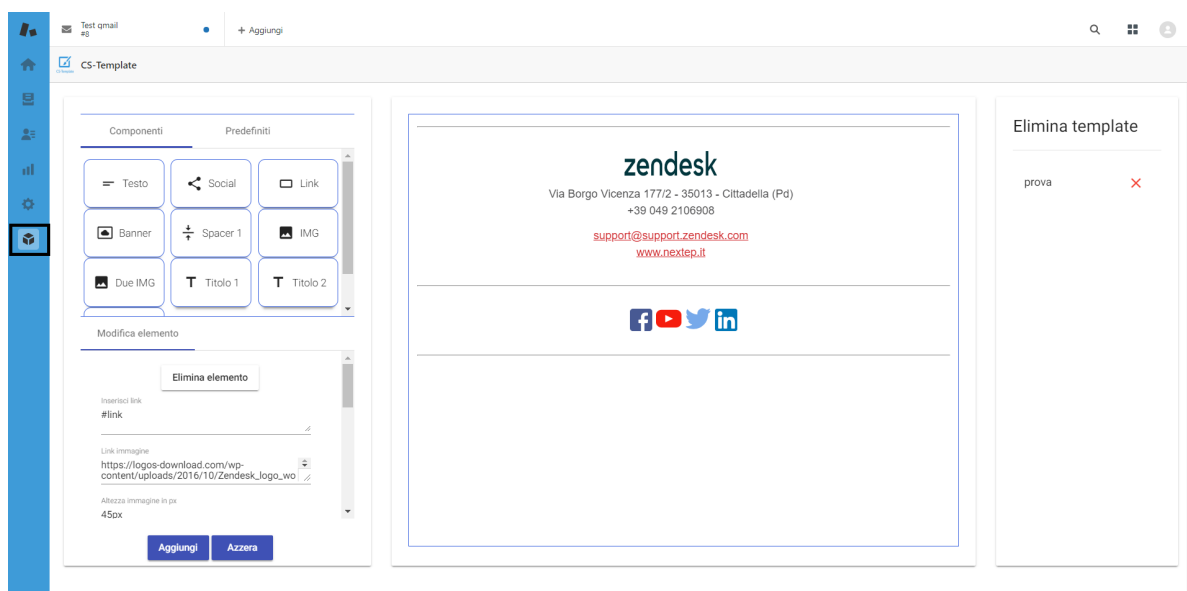 Test qmail
#8
+ Aggiungi
CS-Template
CS-Template
Componenti
Predefiniti
Testo
Social
Link
Banner
Spacer 1
IMG
Due IMG
Titolo 1
Titolo 2
Modifica elemento
Elimina elemento
Inserisci link
#link
Link immagine
https://logos-download.com/wp-
content/uploads/2016/10/Zendesk_logo_wo
Altezza immagine in px
45px
Aggiungi
Azzera
zendesk
Via Borgo Vicenza 177/2 - 35013 - Cittadella (Pd)
+39 049 2106908
support@support.zendesk.com
www.nextep.it
Elimina template
prova